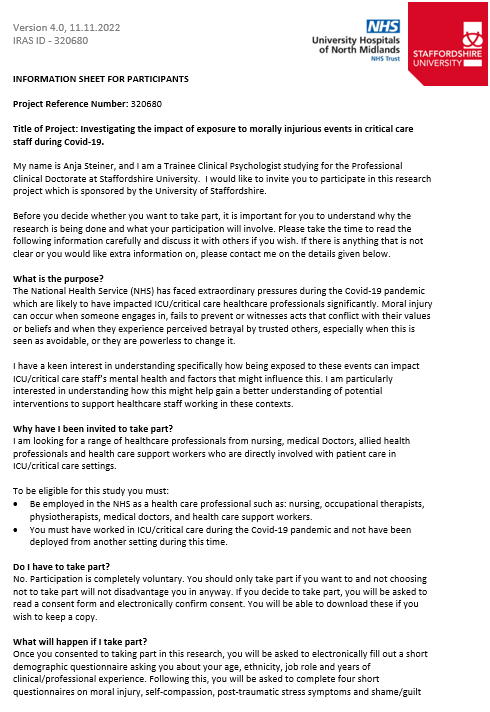 Version 4.0, 11.11.2022
IRAS ID - 320680
NHS
University Hospitals
of North Midlands
NHS Trust
STAFFORDSHIRE
UNIVERSITY
INFORMATION SHEET FOR PARTICIPANTS
Project Reference Number: 320680
Title of Project: Investigating the impact of exposure to morally injurious events in critical care
staff during Covid-19.
My name is Anja Steiner, and I am a Trainee Clinical Psychologist studying for the Professional
Clinical Doctorate at Staffordshire University.  I would like to invite you to participate in this research
project which is sponsored by the University of Staffordshire.
Before you decide whether you want to take part, it is important for you to understand why the
research is being done and what your participation will involve. Please take the time to read the
following information carefully and discuss it with others if you wish. If there is anything that is not
clear or you would like extra information on, please contact me on the details given below.
What is the purpose?
The National Health Service (NHS) has faced extraordinary pressures during the Covid-19 pandemic
which are likely to have impacted ICU/critical care healthcare professionals significantly. Moral injury
can occur when someone engages in, fails to prevent or witnesses acts that conflict with their values
or beliefs and when they experience perceived betrayal by trusted others, especially when this is
seen as avoidable, or they are powerless to change it.
I have a keen interest in understanding specifically how being exposed to these events can impact
ICU/critical care staff's mental health and factors that might influence this. I am particularly
interested in understanding how this might help gain a better understanding of potential
interventions to support healthcare staff working in these contexts.
Why have I been invited to take part?
I am looking for a range of healthcare professionals from nursing, medical Doctors, allied health
professionals and health care support workers who are directly involved with patient care in
ICU/critical care settings.
To be eligible for this study you must:
• Be employed in the NHS as a health care professional such as: nursing, occupational therapists,
physiotherapists, medical doctors, and health care support workers.
• You must have worked in ICU/critical care during the Covid-19 pandemic and not have been
deployed from another setting during this time.
Do I have to take part?
No. Participation is completely voluntary. You should only take part if you want to and not choosing
not to take part will not disadvantage you in anyway. If you decide to take part, you will be asked to
read a consent form and electronically confirm consent. You will be able to download these if you
wish to keep a copy.
What will happen if I take part?
Once you consented to taking part in this research, you will be asked to electronically fill out a short
demographic questionnaire asking you about your age, ethnicity, job role and years of
clinical/professional experience. Following this, you will be asked to complete four short
questionnaires on moral injury, self-compassion, post-traumatic stress symptoms and shame/guilt